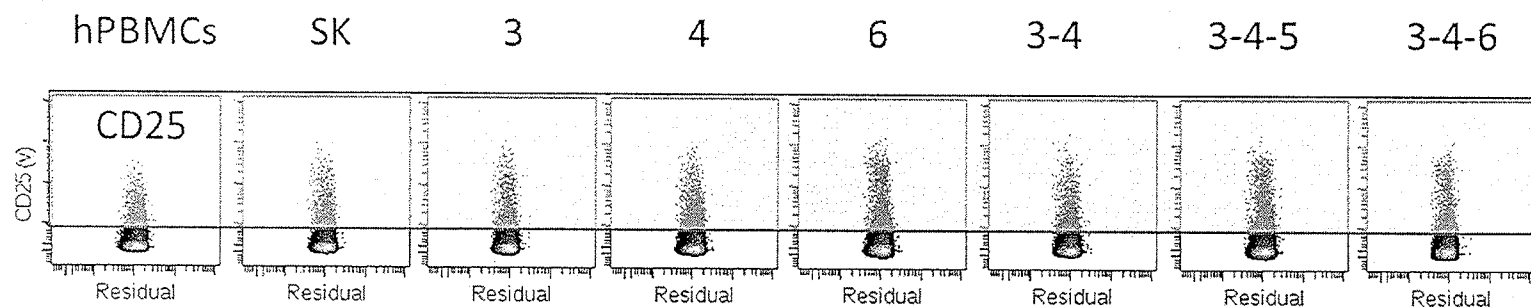 hPBMCs SK 3 4 6 3-4 3-4-5 3-4-6
CD25
CD25 (v)
Residual Residual Residual Residual Residual Residual Residual Residual